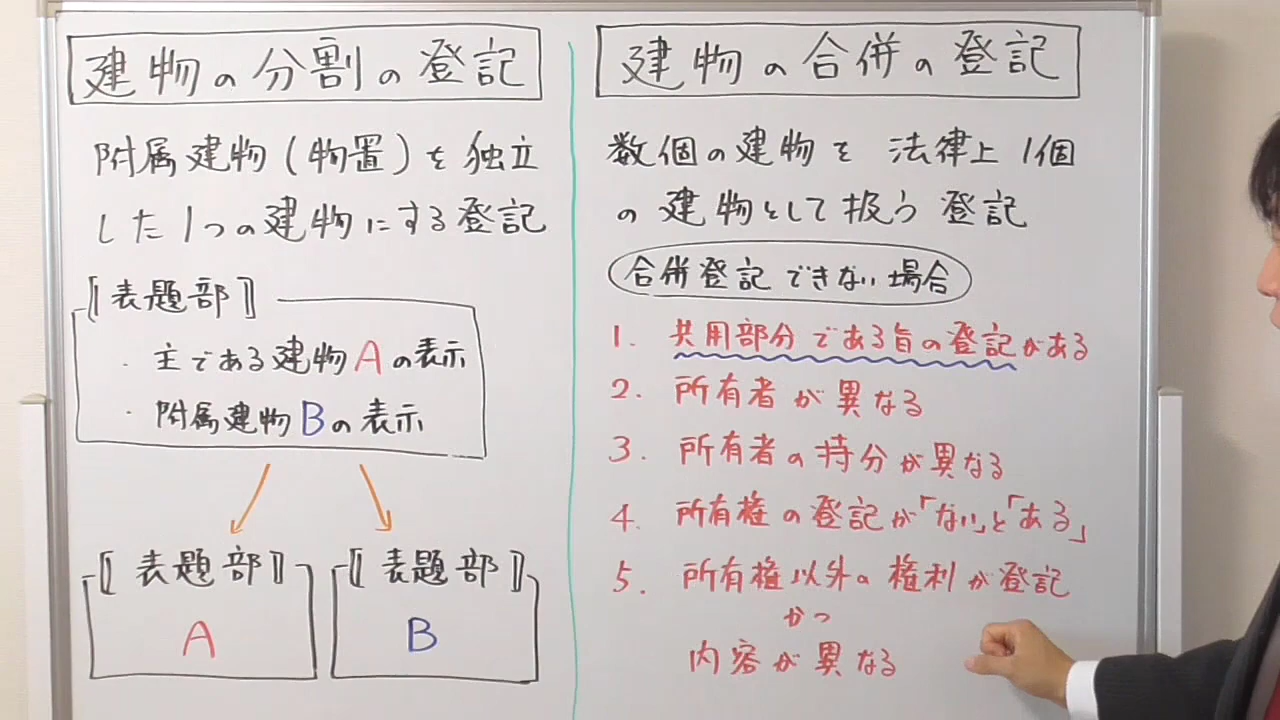 建物の分割の登記
附属建物(物置)を独立
した1つの建物にする登記
〚表題部〛
・主である建物Aの表示
・附属建物Bの表示
〚表題部〛
A
〚表題部〛
B
建物の合併の登記
数個の建物を 法律上1個
の建物として扱う 登記
合併登記できない場合
1. 共用部分である旨の登記がある
2. 所有者が異なる
3. 所有者の持分が異なる
4. 所有権の登記が「ない」と「ある」
5. 所有権以外の権利が登記
かつ
内容が異なる